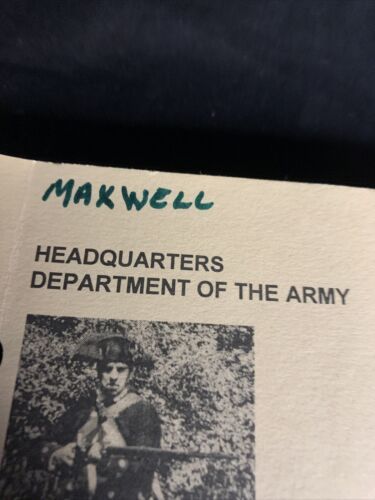 MAXWELL
HEADQUARTERS
DEPARTMENT OF THE ARMY